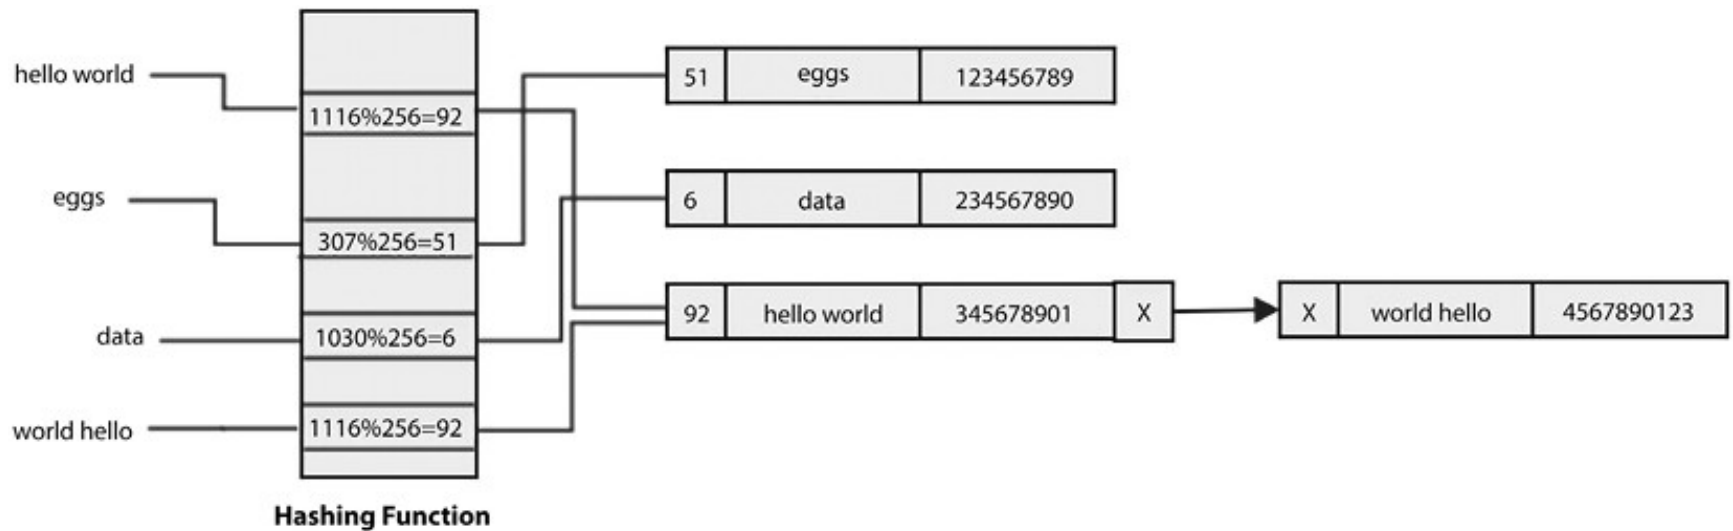 hello world
1116%256=92
eggs
307%256=51
data
1030%256=6
world hello
1116%256=92
Hashing Function
51 eggs 123456789
6 data 234567890
92 hello world 345678901 X
X world hello 4567890123